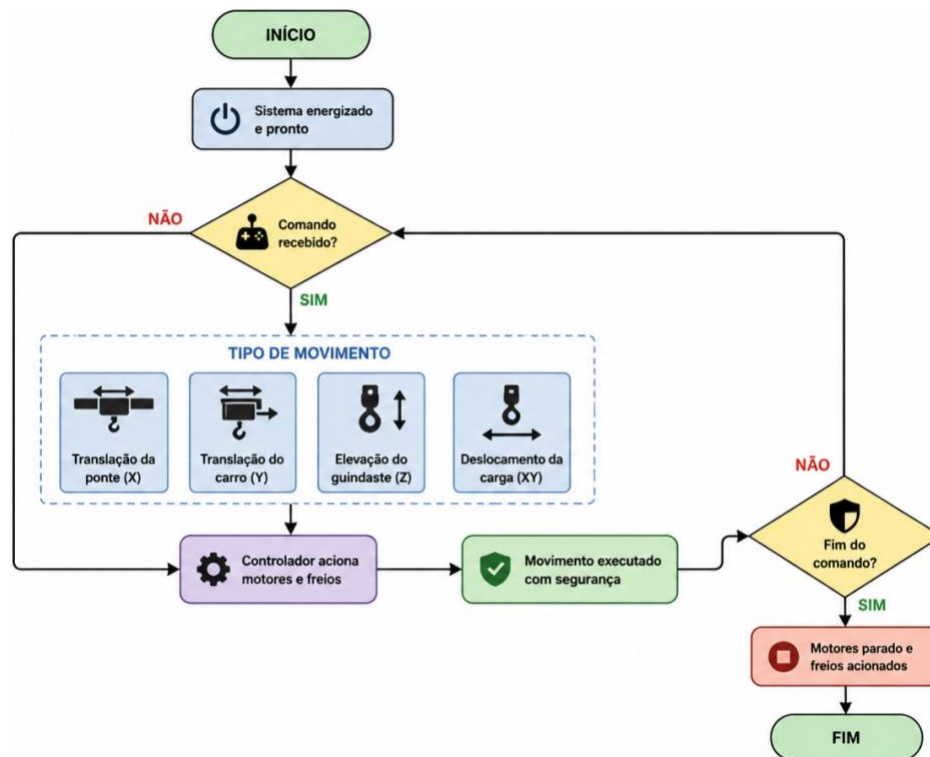 INÍCIO
Sistema energizado
e pronto
NÃO
Comando
recebido?
SIM
TIPO DE MOVIMENTO
Translação da
ponte (X)
Translação do
carro (Y)
Elevação do
guindaste (Z)
Deslocamento da
carga (XY)
NÃO
Controlador aciona
motores e freios
Movimento executado
com segurança
Fim do
comando?
SIM
Motores parado e
freios acionados
FIM